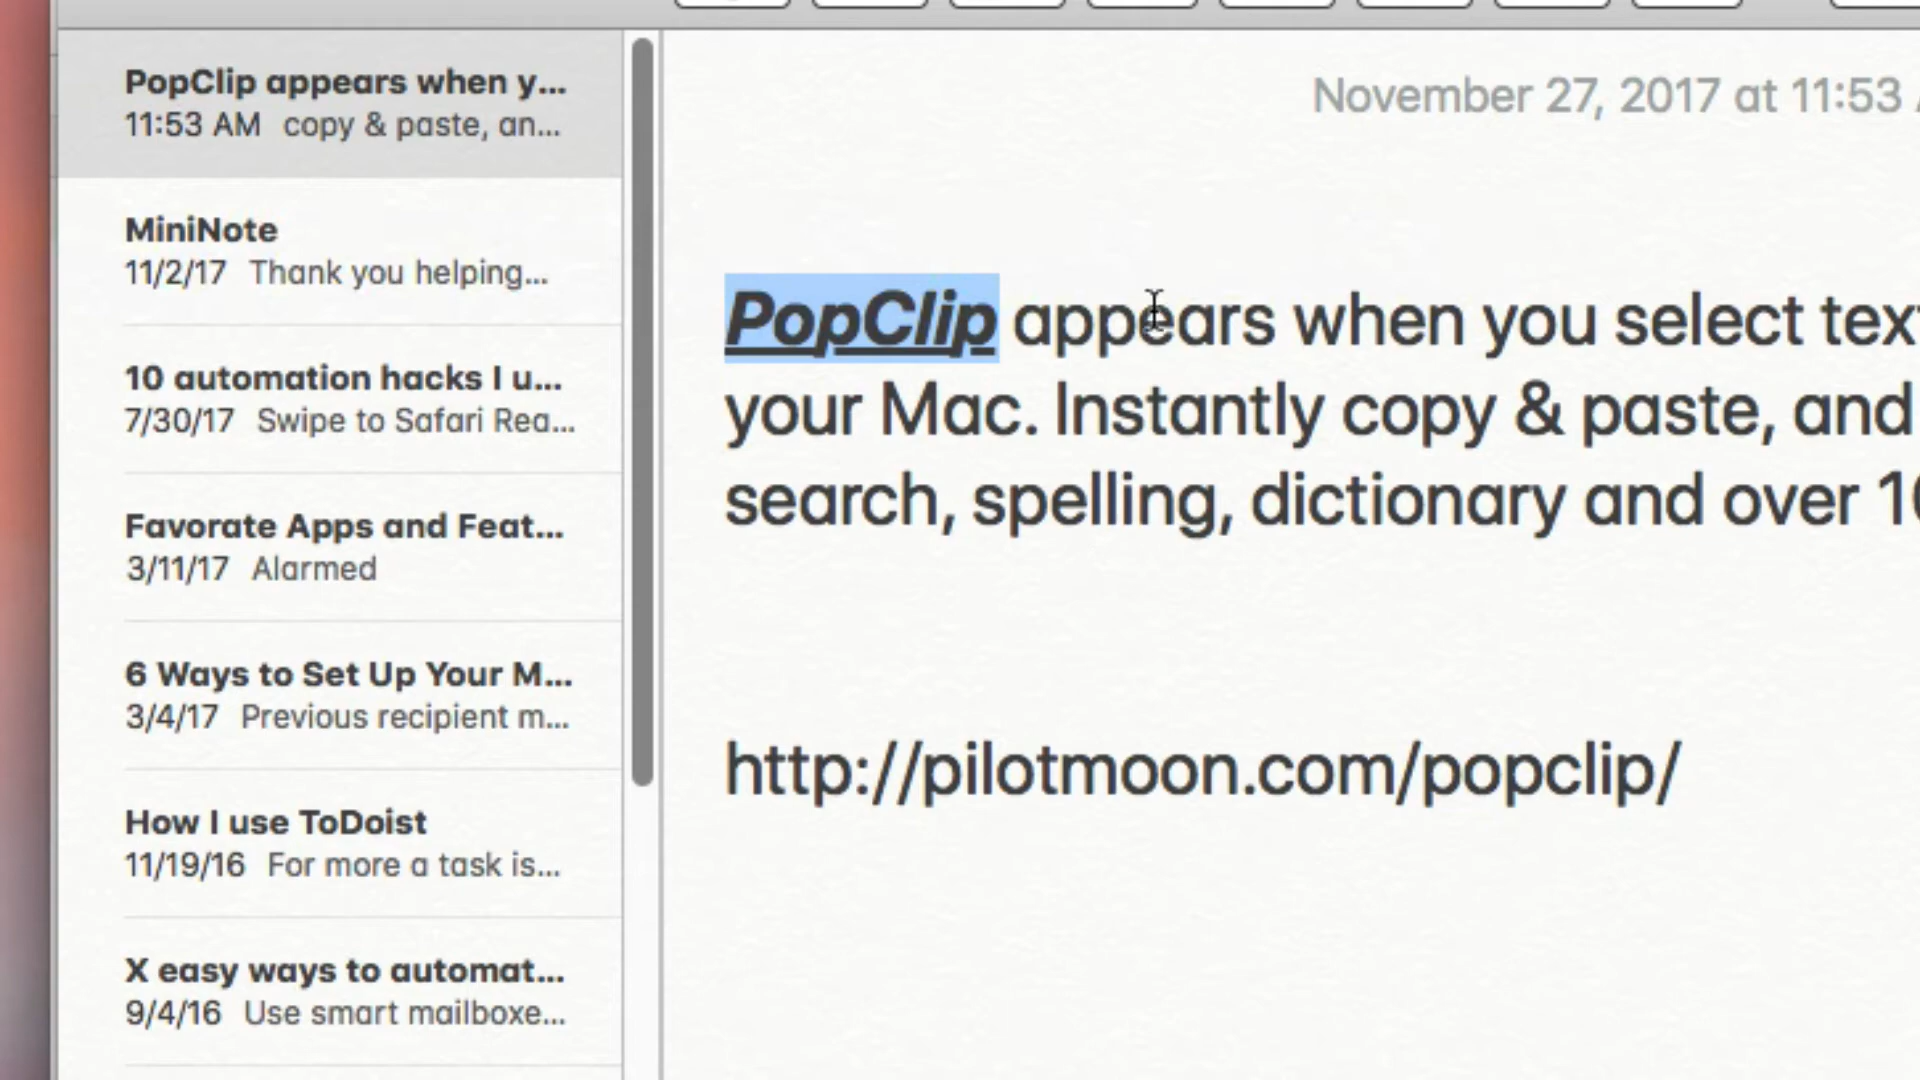 PopClip appears when y...
11:53 AM copy & paste, an...
MiniNote
11/2/17 Thank you helping...
10 automation hacks I u...
7/30/17 Swipe to Safari Rea...
Favorate Apps and Feat...
3/11/17 Alarmed
6 Ways to Set Up Your M...
3/4/17 Previous recipient m...
How I use ToDoist
11/19/16 For more a task is...
X easy ways to automat...
9/4/16 Use smart mailboxe...
November 27, 2017 at 11:53
PopClip appears when you select tex
your Mac. Instantly copy & paste, and
search, spelling, dictionary and over 10
http://pilotmoon.com/popclip/